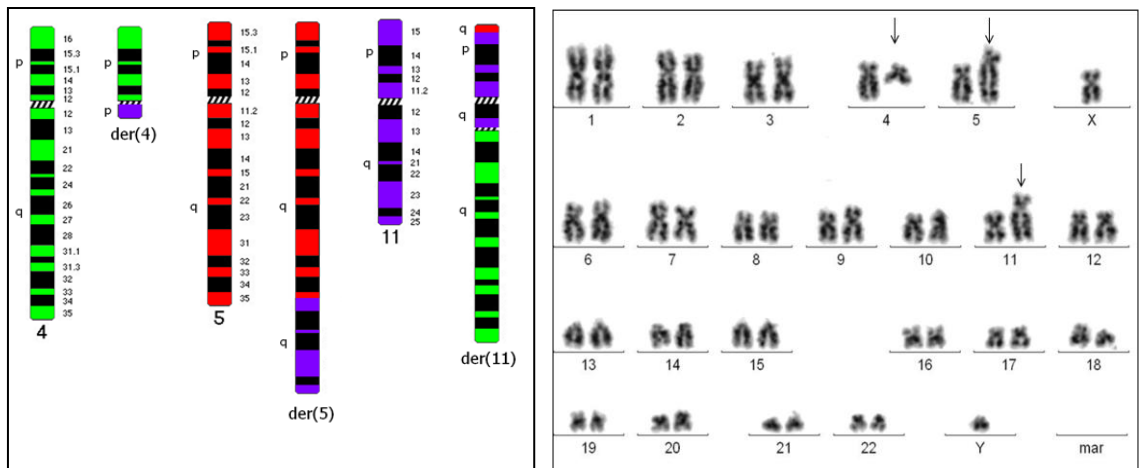 p
q
16
15.3
15.1
14
13
12
12
13
21
22
24
26
27
28
31.1
31.3
32
33
34
35
4
p
p
der(4)
p
q
15.3
15.1
14
13
12
11.2
12
13
14
15
21
22
23
31
32
33
34
35
5
p
q
q
der(5)
p
q
15
14
13
12
11.2
12
13
14
21
22
23
24
25
11
q
p
q
q
der(11)
1 2 3 4 5 X
6 7 8 9 10 11 12
13 14 15 16 17 18
19 20 21 22 Y mar